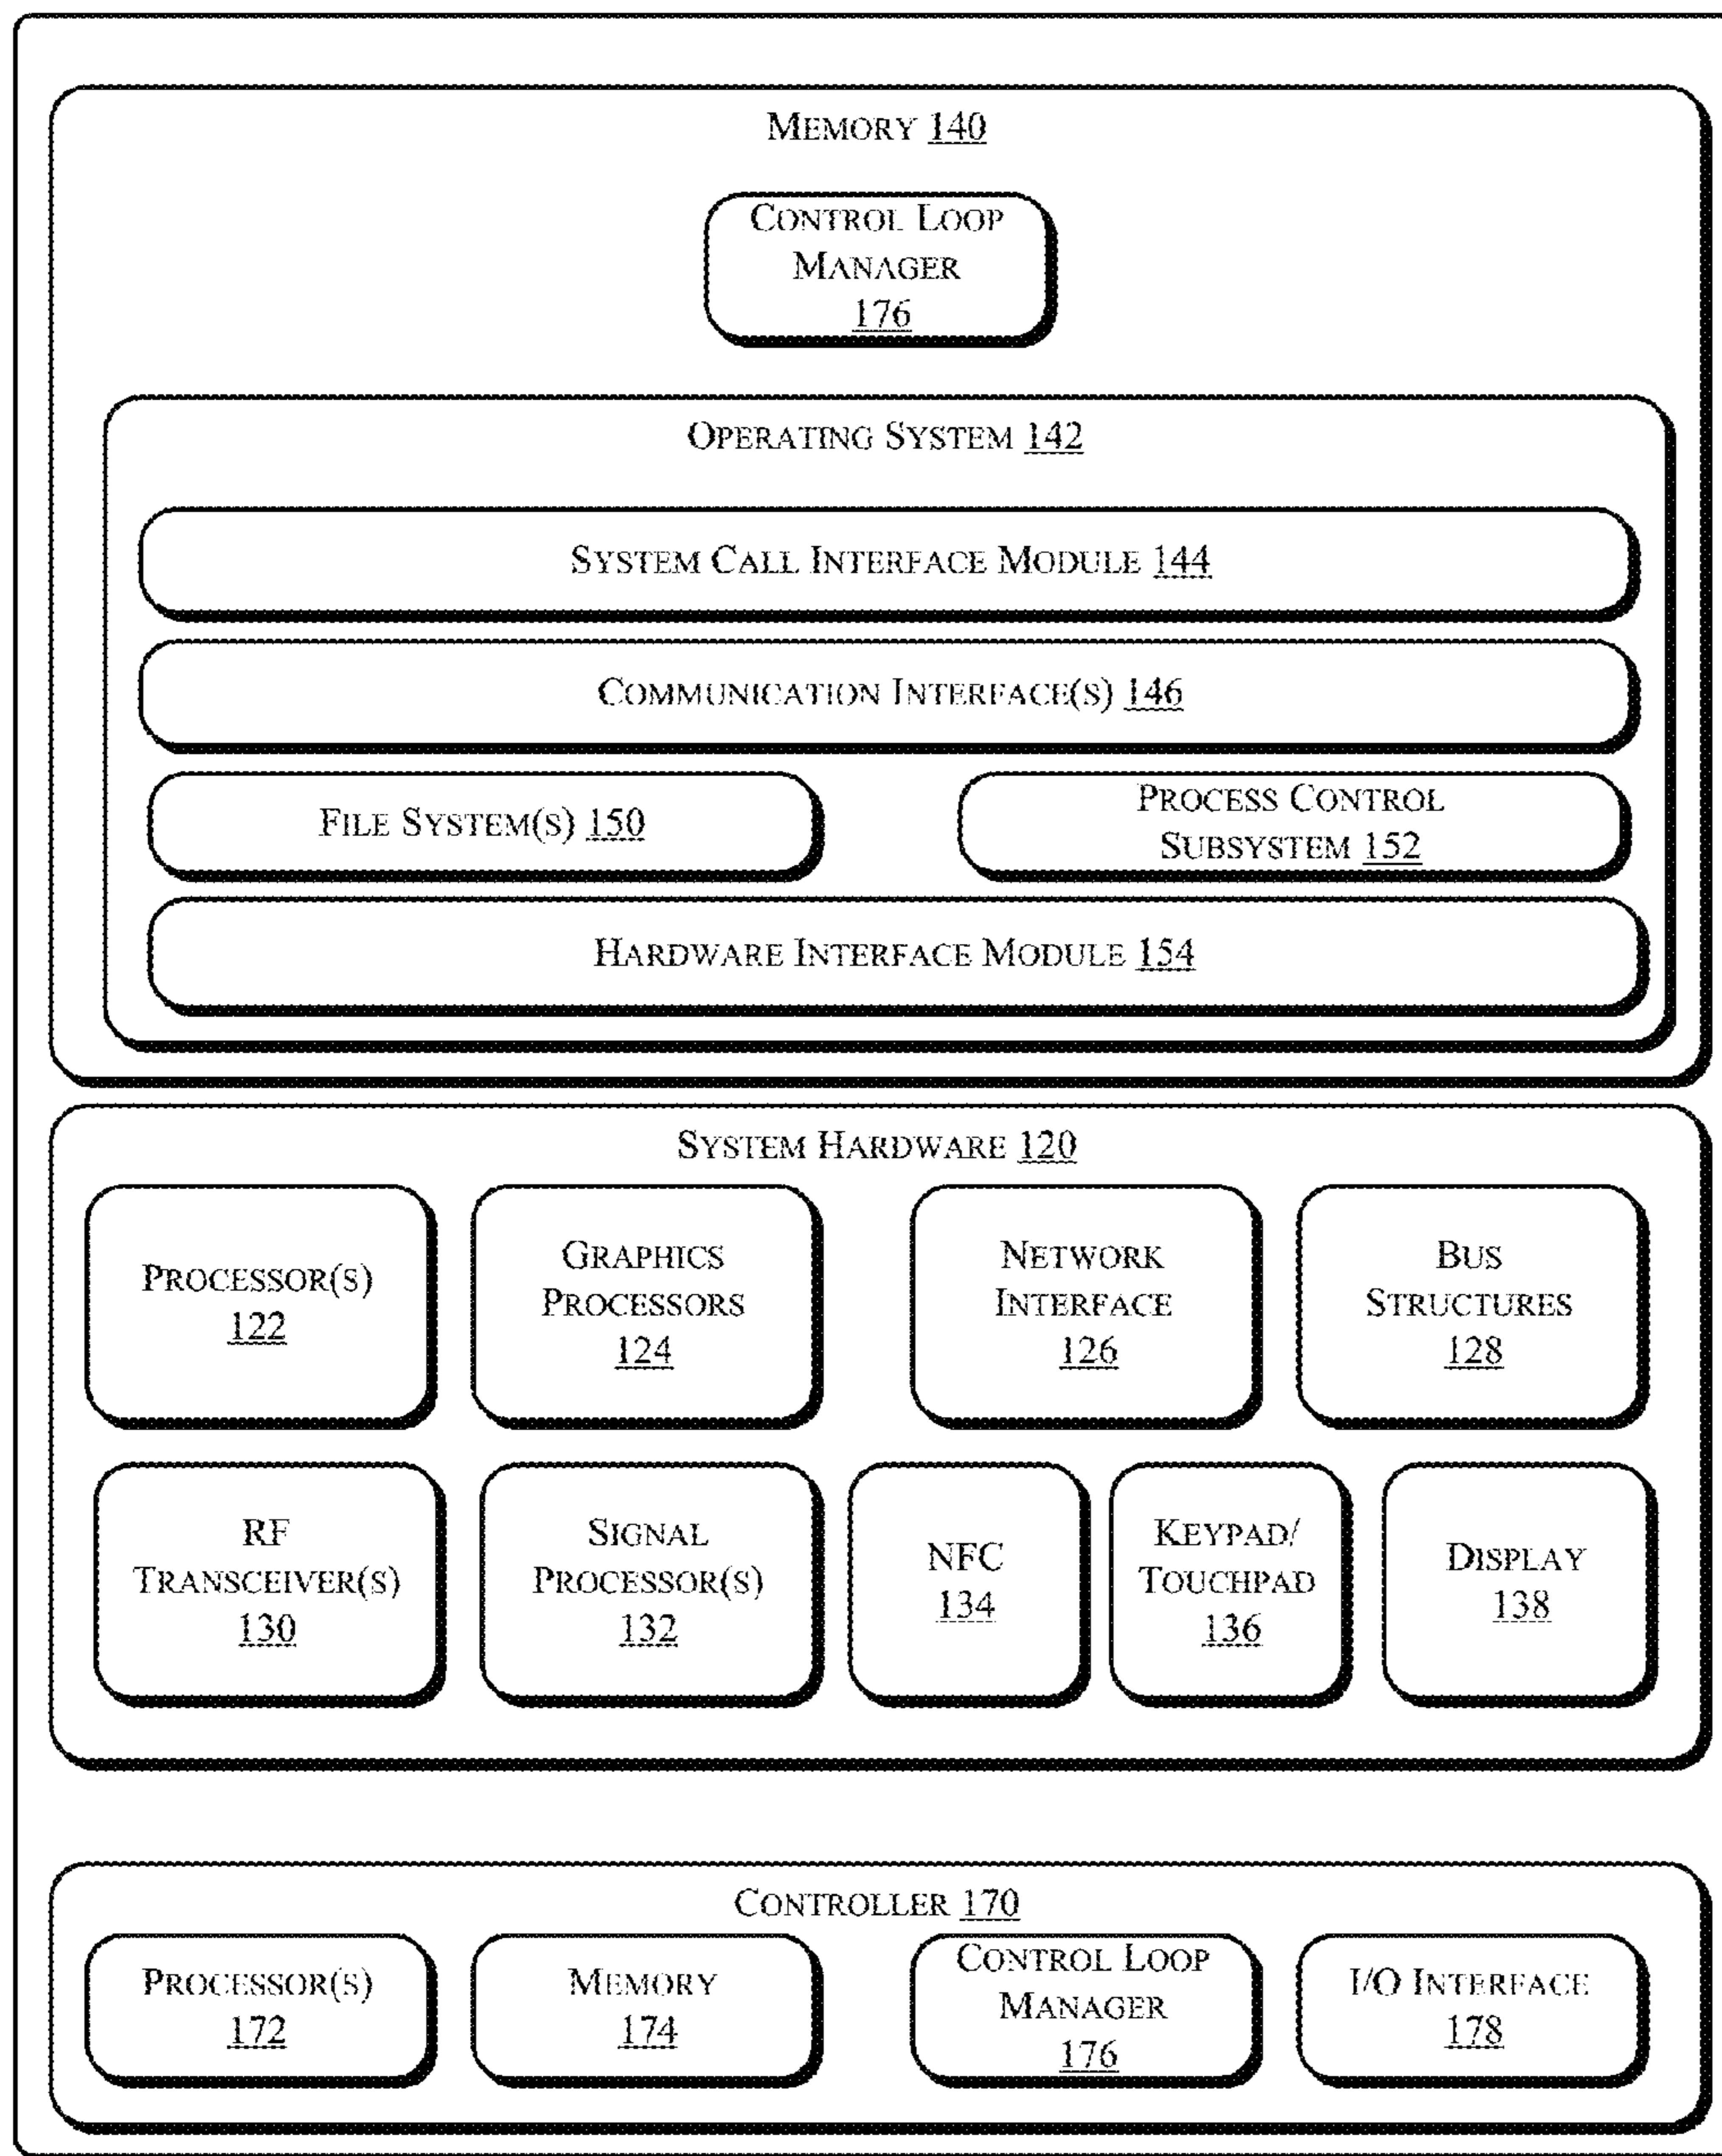 MEMORY 140
CONTROL LOOP
MANAGER
176
OPERATING SYSTEM 142
SYSTEM CALL INTERFACE MODULE 144
COMMUNICATION INTERFACE(S) 146
FILE SYSTEM(S) 150
PROCESS CONTROL
SUBSYSTEM 152
HARDWARE INTERFACE MODULE 154
SYSTEM HARDWARE 120
PROCESSOR(S)
122
GRAPHICS
PROCESSORS
124
NETWORK
INTERFACE
126
BUS
STRUCTURES
128
RF
TRANSCEIVER(S)
130
SIGNAL
PROCESSOR(S)
132
NFC
134
KEYPAD/
TOUCHPAD
136
DISPLAY
138
CONTROLLER 170
PROCESSOR(S)
172
MEMORY
174
CONTROL LOOP
MANAGER
176
I/O INTERFACE
178